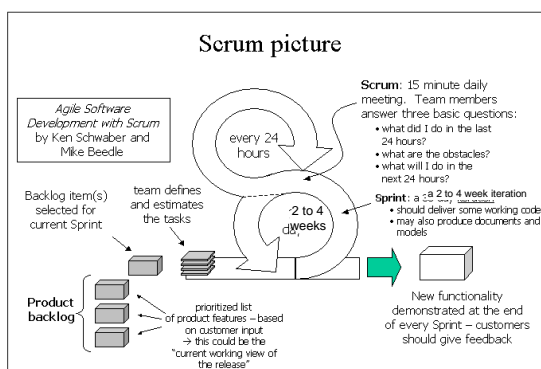 Scrum picture
Agile Software
Development with Scrum
by Ken Schwaber and
Mike Beedle
every 24
hours
Scrum: 15 minute daily
meeting. Team members
answer three basic questions:
• what did I do in the last
24 hours?
• what are the obstacles?
• what will I do in the
next 24 hours?
Backlog item(s)
selected for
current Sprint
team defines
and estimates
the tasks
2 to 4
weeks
Sprint: a 2 to 4 week iteration
• should deliver some working code
• may also produce documents and
models
Product
backlog
prioritized list
of product features – based
on customer input
→ this could be the
"current working view of
the release"
New functionality
demonstrated at the end
of every Sprint – customers
should give feedback